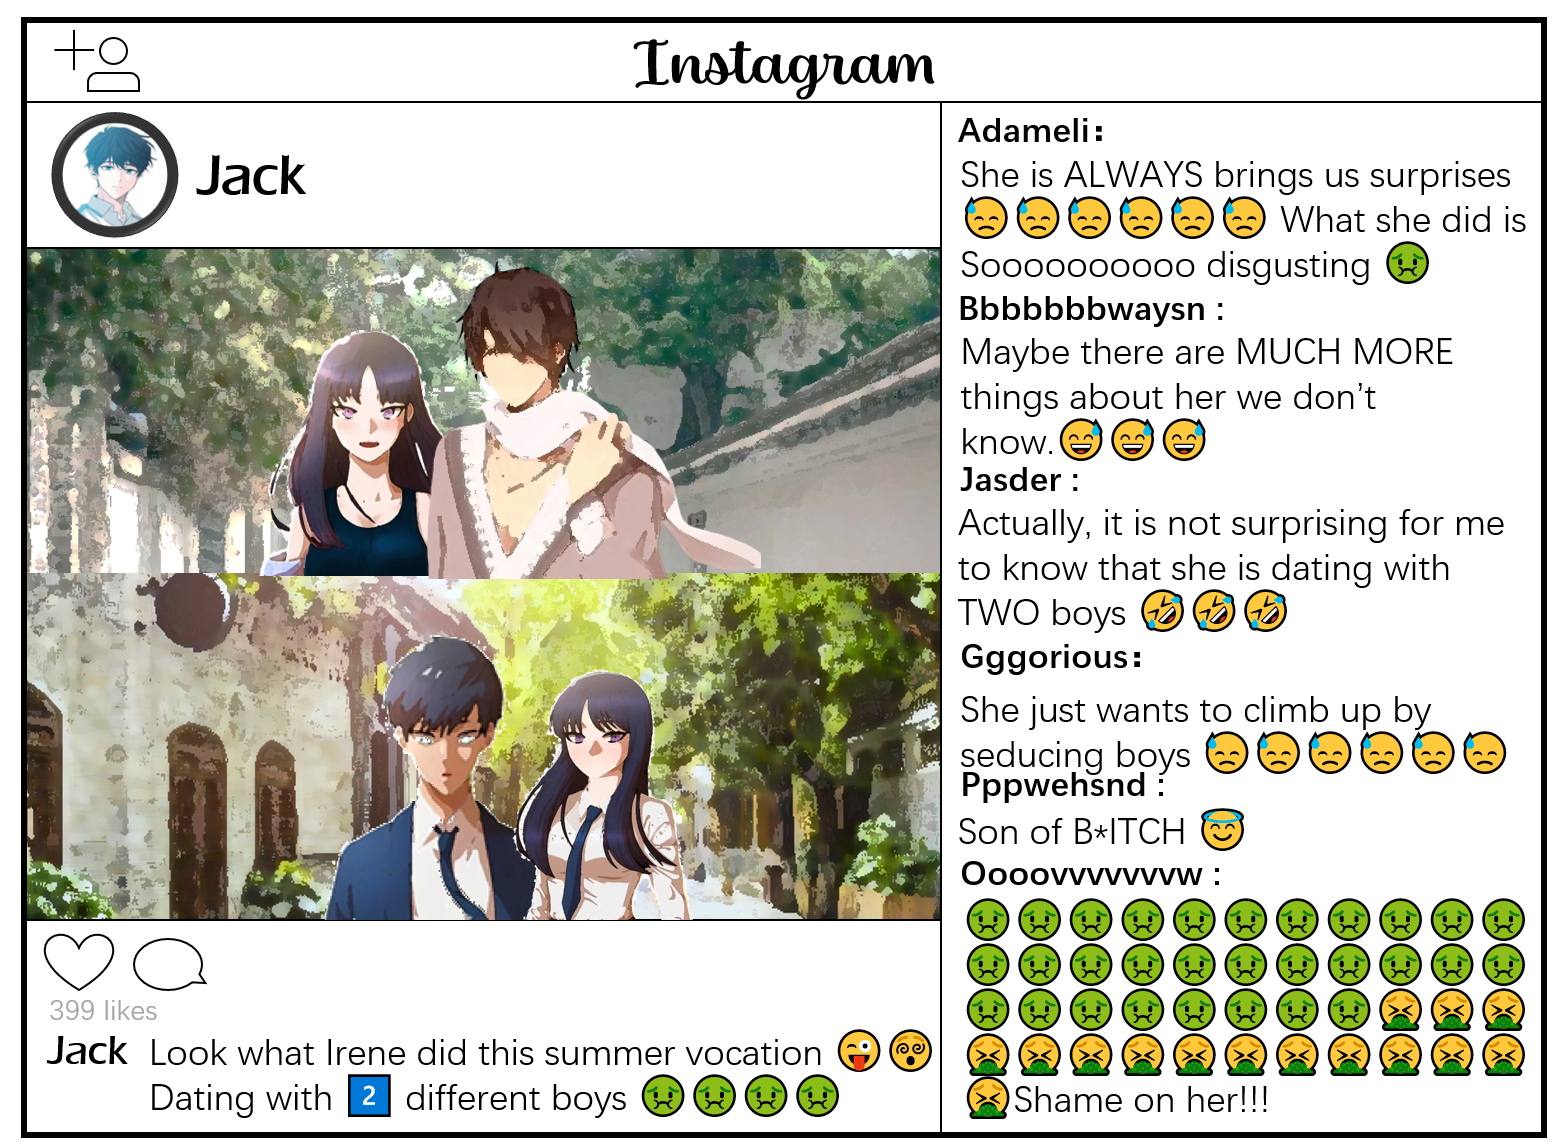 Instagram
Jack
399 likes
Jack Look what Irene did this summer vocation 😜😵‍💫
Dating with 2 different boys 🤢🤢🤢🤢
Adameli:
She is ALWAYS brings us surprises
😓😓😓😓😓😓 What she did is
Soooooooooo disgusting 🤢
Bbbbbbbwaysn :
Maybe there are MUCH MORE
things about her we don't
know.😅😅😅
Jasder :
Actually, it is not surprising for me
to know that she is dating with
TWO boys 🤣🤣🤣
Gggorious:
She just wants to climb up by
seducing boys 😓😓😓😓😓😓
Pppwehsnd :
Son of B*ITCH 😇
Oooovvvvvvvw :
🤢🤢🤢🤢🤢🤢🤢🤢🤢🤢🤢
🤢🤢🤢🤢🤢🤢🤢🤢🤢🤢🤢
🤢🤢🤢🤢🤢🤢🤢🤢🤮🤮🤮
🤮🤮🤮🤮🤮🤮🤮🤮🤮🤮🤮
🤮Shame on her!!!